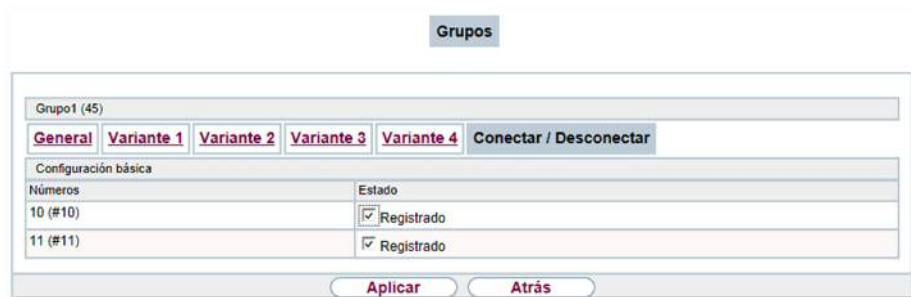 Grupos
Grupo1 (45)
General Variante 1 Variante 2 Variante 3 Variante 4 Conectar / Desconectar
Configuración básica
Números Estado
10 (#10) Registrado
11 (#11) Registrado
Aplicar Atrás